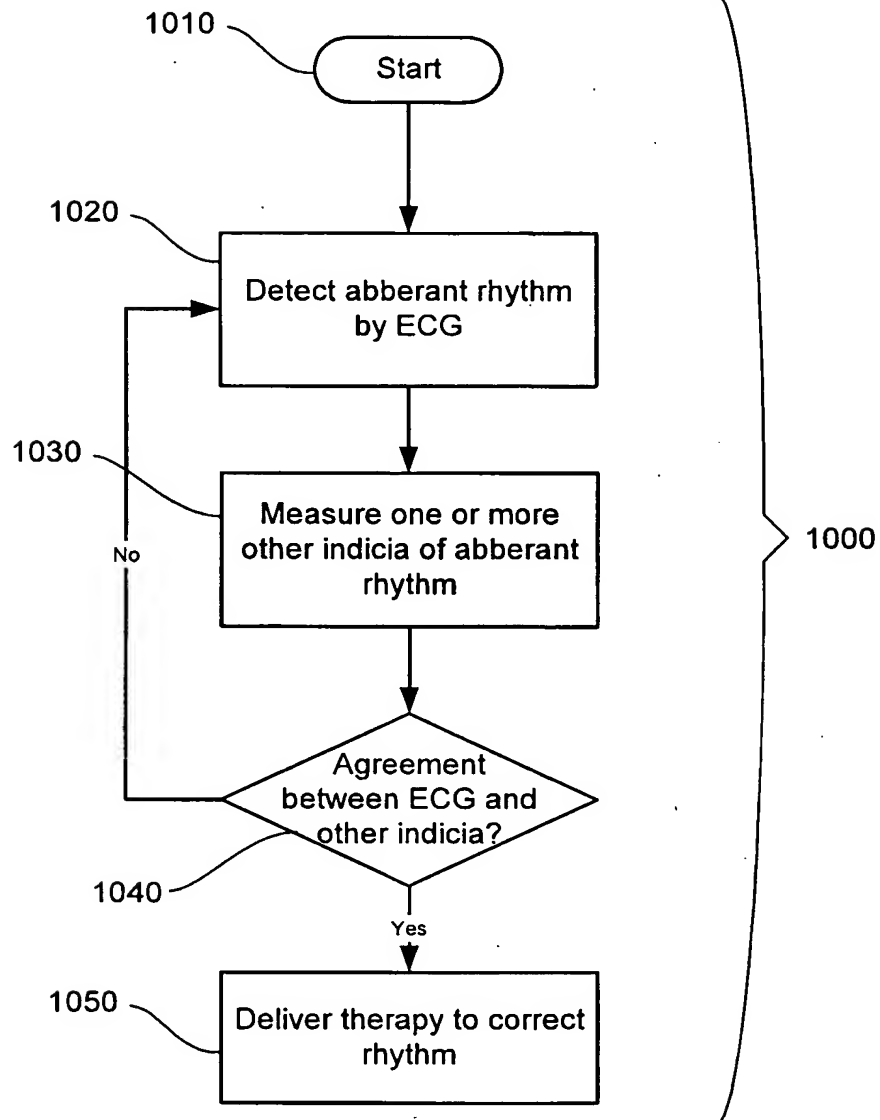 1010
Start
1020
Detect abberant rhythm
by ECG
1030
Measure one or more
other indicia of abberant
rhythm
No
1000
Agreement
between ECG and
other indicia?
1040
Yes
1050
Deliver therapy to correct
rhythm